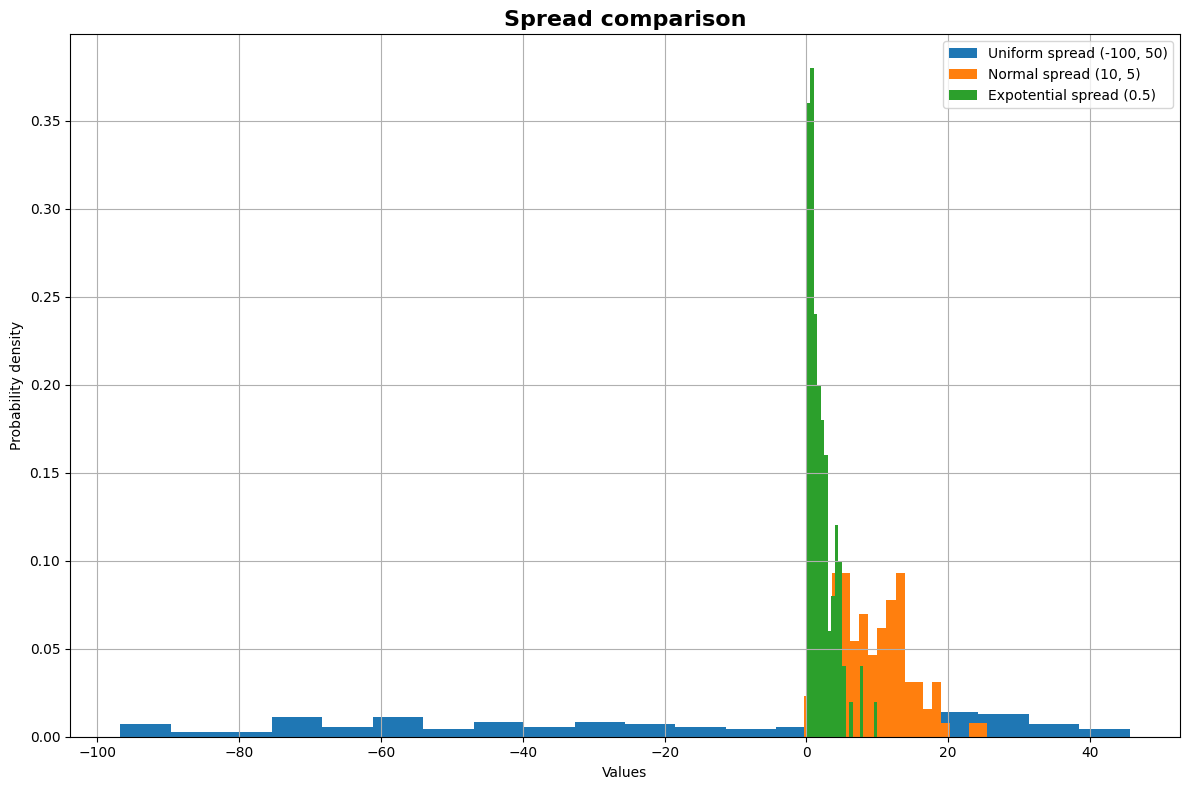 Spread comparison
Uniform spread (-100, 50)
Normal spread (10, 5)
Expotential spread (0.5)
Probability density
0.35
0.30
0.25
0.20
0.15
0.10
0.05
0.00
−100
−80
−60
−40
−20
0
20
40
Values